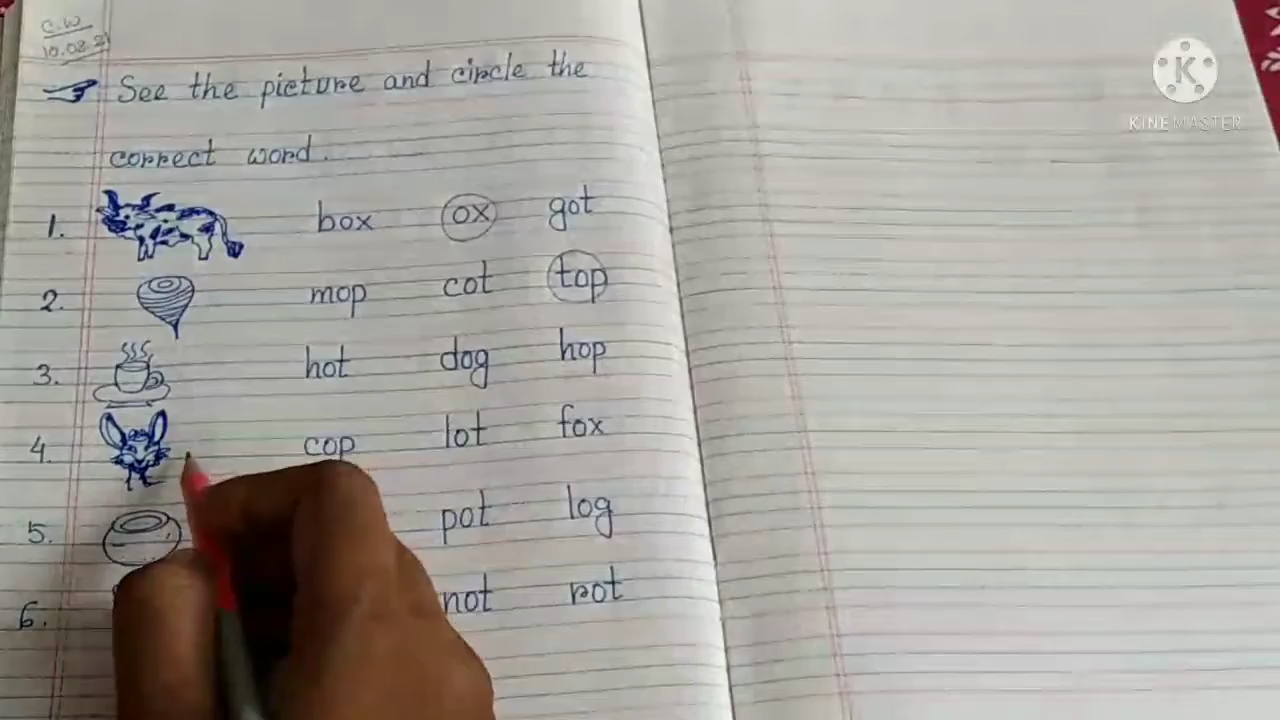 C.W
10.02.21
See the picture and circle the
correct word.
1. box ox got
2. mop cot top
3. hot dog hop
4. cop lot fox
5. pot log
6. not rot
K
KINEMASTER